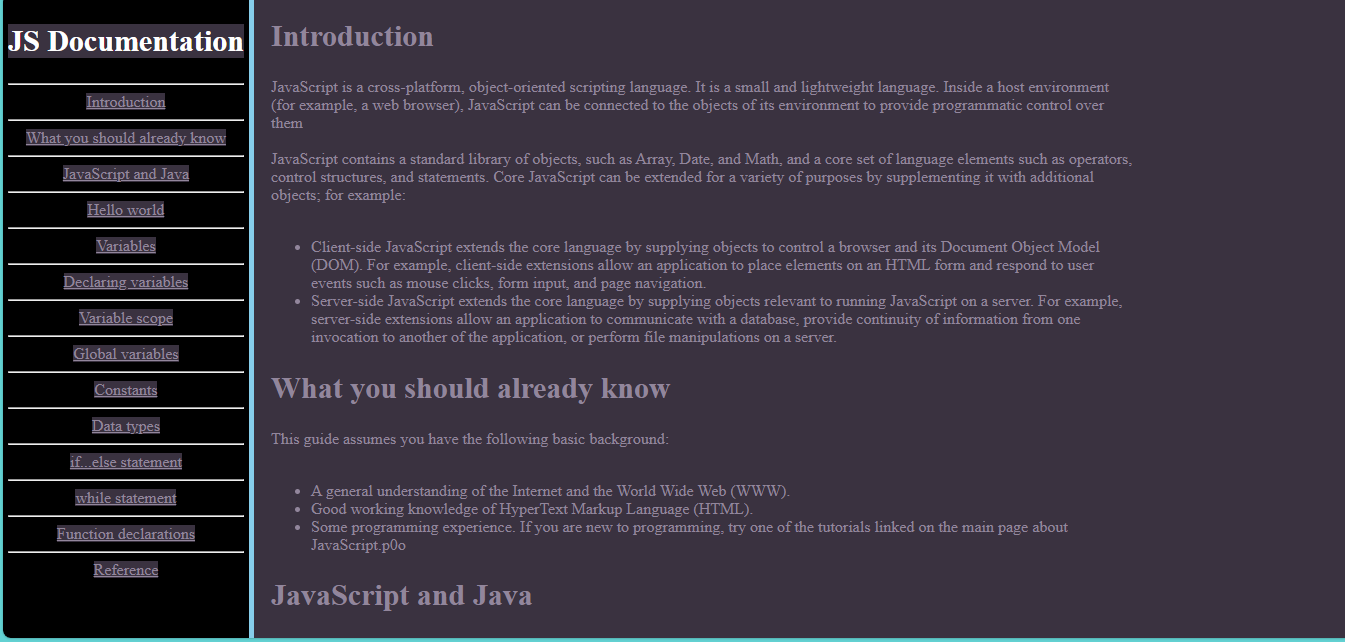 JS Documentation
Introduction
What you should already know
JavaScript and Java
Hello world
Variables
Declaring variables
Variable scope
Global variables
Constants
Data types
if...else statement
while statement
Function declarations
Reference
Introduction
JavaScript is a cross-platform, object-oriented scripting language. It is a small and lightweight language. Inside a host environment
(for example, a web browser), JavaScript can be connected to the objects of its environment to provide programmatic control over
them
JavaScript contains a standard library of objects, such as Array, Date, and Math, and a core set of language elements such as operators,
control structures, and statements. Core JavaScript can be extended for a variety of purposes by supplementing it with additional
objects; for example:
• Client-side JavaScript extends the core language by supplying objects to control a browser and its Document Object Model
(DOM). For example, client-side extensions allow an application to place elements on an HTML form and respond to user
events such as mouse clicks, form input, and page navigation.
• Server-side JavaScript extends the core language by supplying objects relevant to running JavaScript on a server. For example,
server-side extensions allow an application to communicate with a database, provide continuity of information from one
invocation to another of the application, or perform file manipulations on a server.
What you should already know
This guide assumes you have the following basic background:
• A general understanding of the Internet and the World Wide Web (WWW).
• Good working knowledge of HyperText Markup Language (HTML).
• Some programming experience. If you are new to programming, try one of the tutorials linked on the main page about
JavaScript.p0o
JavaScript and Java